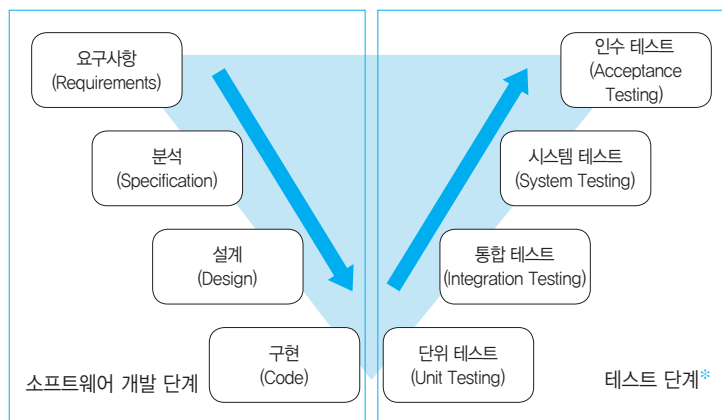 요구사항
(Requirements)
분석
(Specification)
설계
(Design)
구현
(Code)
소프트웨어 개발 단계
인수 테스트
(Acceptance
Testing)
시스템 테스트
(System Testing)
통합 테스트
(Integration Testing)
단위 테스트
(Unit Testing)
테스트 단계*